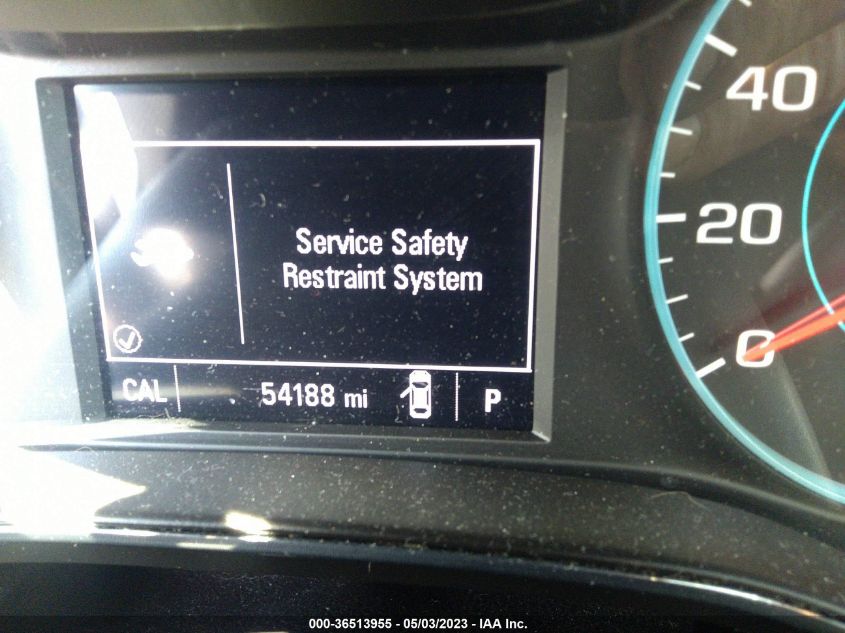 Service Safety
Restraint System
CAL 54188 mi P
40
20
0
000-36513955 - 05/03/2023 - IAA Inc.